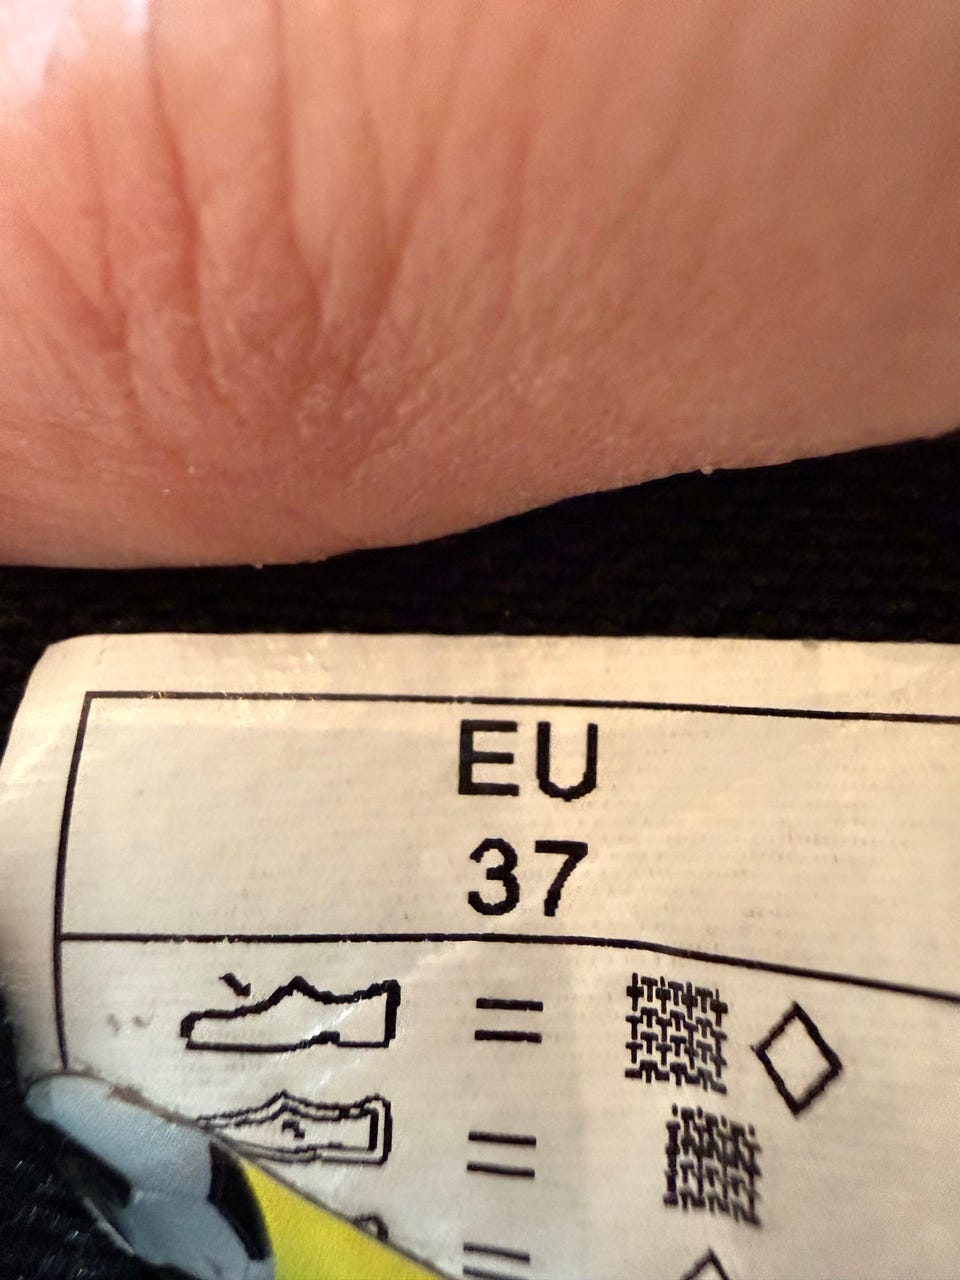 EU
37
=
=
=